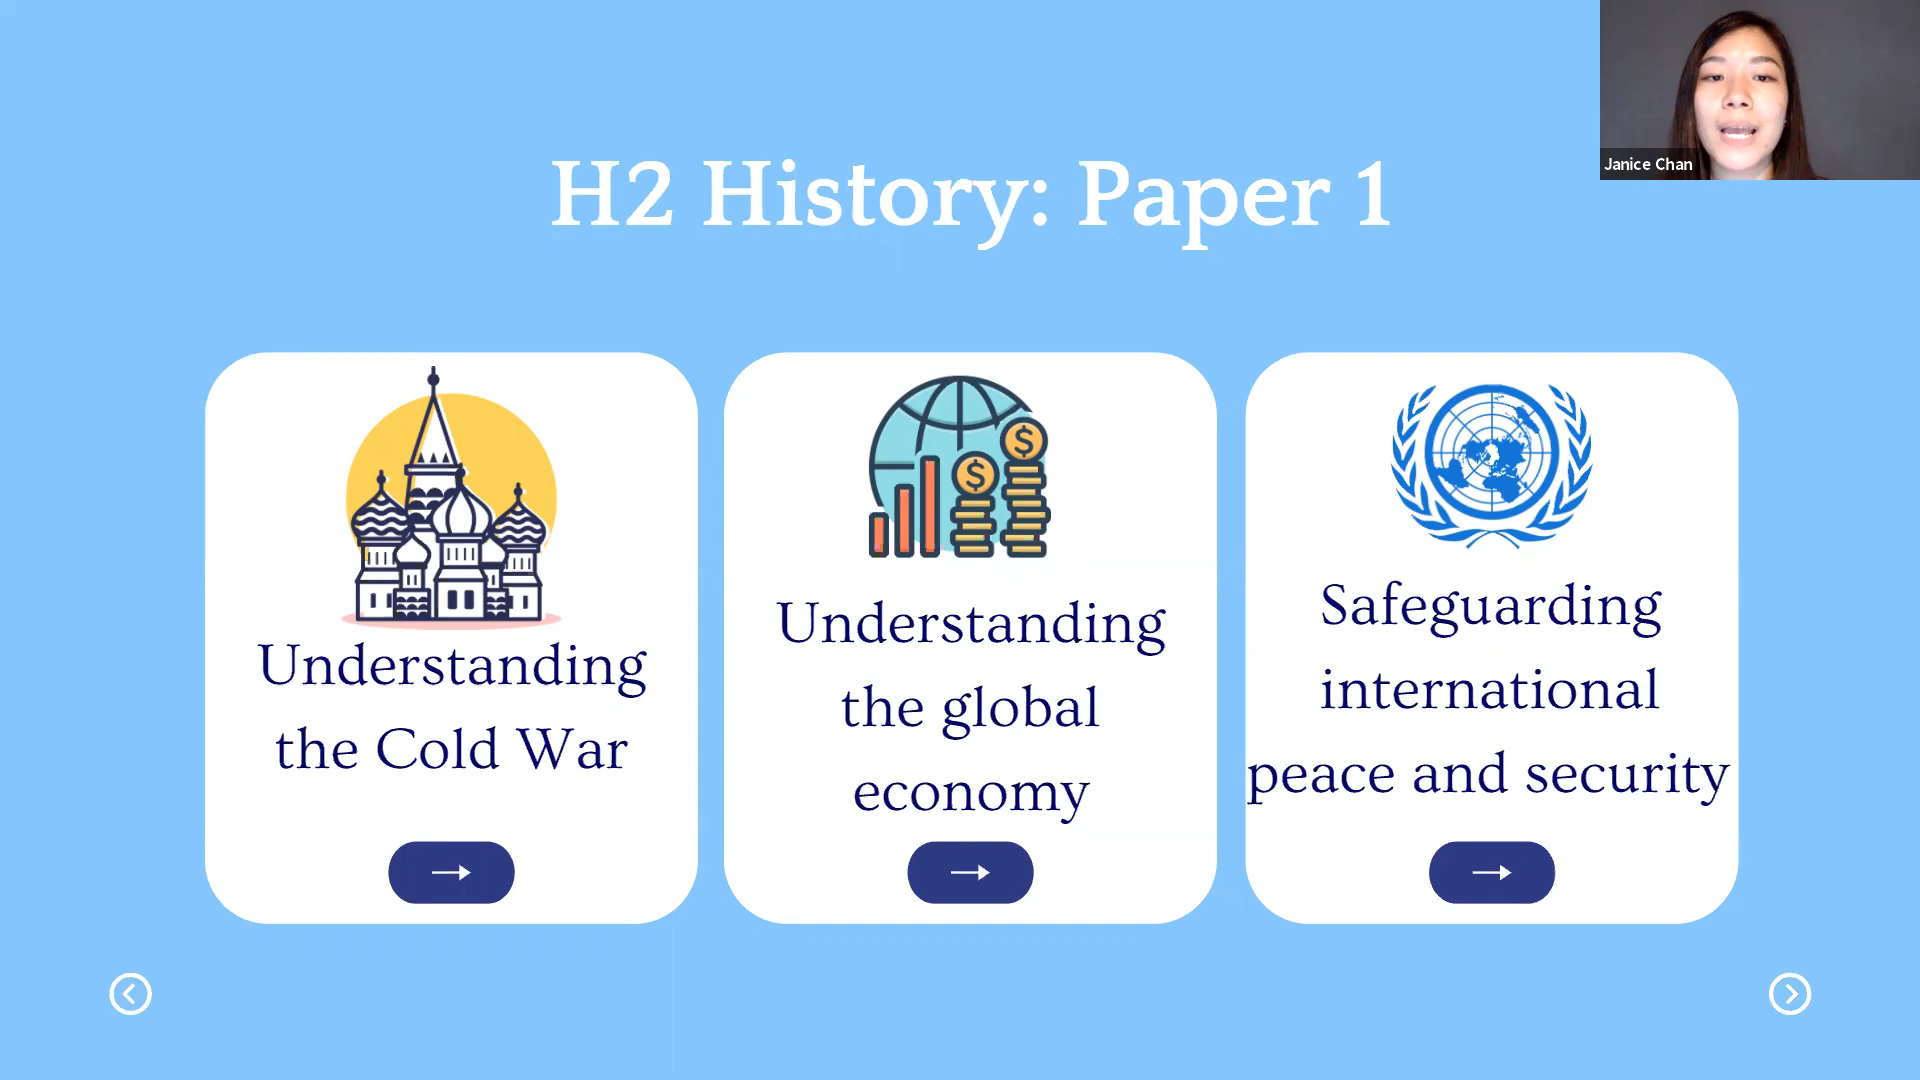 Janice Chan
H2 History: Paper 1
Understanding
the Cold War
Understanding
the global
economy
$
$
Safeguarding
international
peace and security